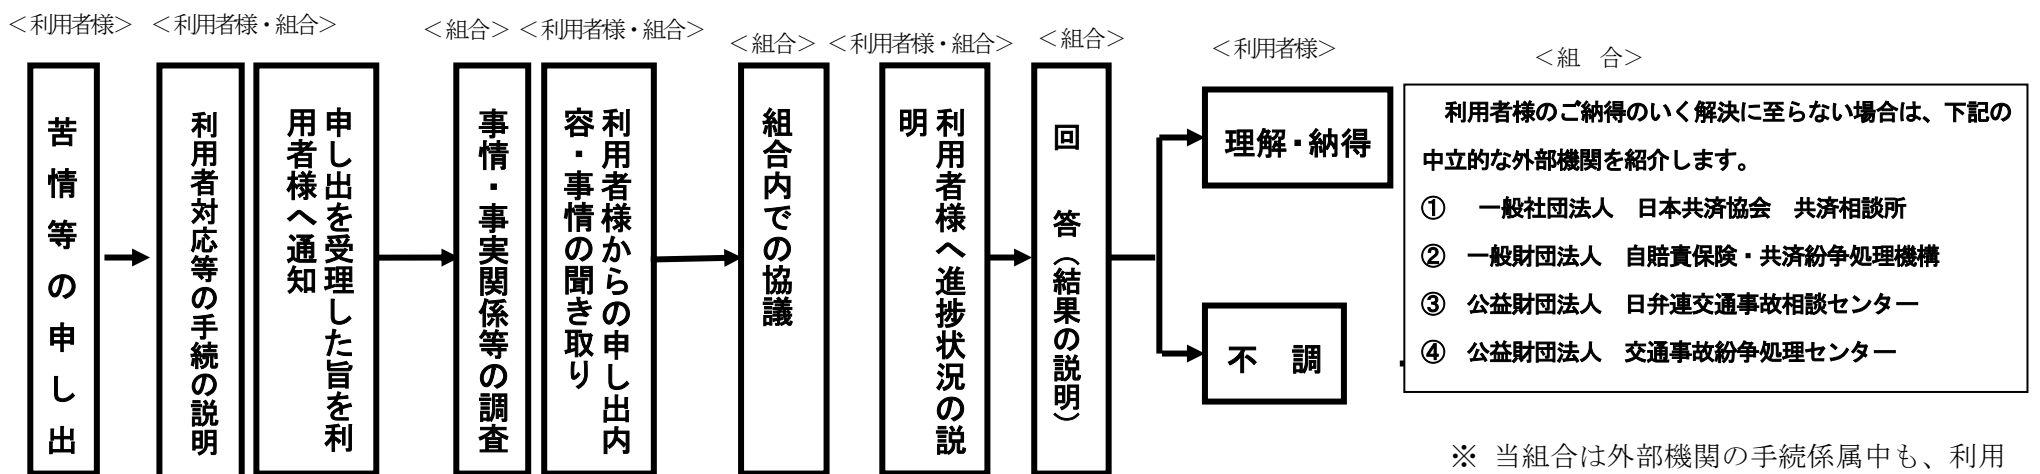 ＜利用者様＞
苦情等の申し出
＜利用者様・組合＞
利用者対応等の手続の説明
申し出を受理した旨を利
用者様へ通知
＜組合＞
事情・事実関係等の調査
＜利用者様・組合＞
利用者様からの申し出内
容・事情の聞き取り
＜組合＞
組合内での協議
＜利用者様・組合＞
利用者様へ進捗状況の説
明
＜組合＞
回　答（結果の説明）
＜利用者様＞
理解・納得
不　調
＜組　合＞
利用者様のご納得のいく解決に至らない場合は、下記の
中立的な外部機関を紹介します。
①　一般社団法人　日本共済協会　共済相談所
②　一般財団法人　自賠責保険・共済紛争処理機構
③　公益財団法人　日弁連交通事故相談センター
④　公益財団法人　交通事故紛争処理センター
※ 当組合は外部機関の手続係属中も、利用